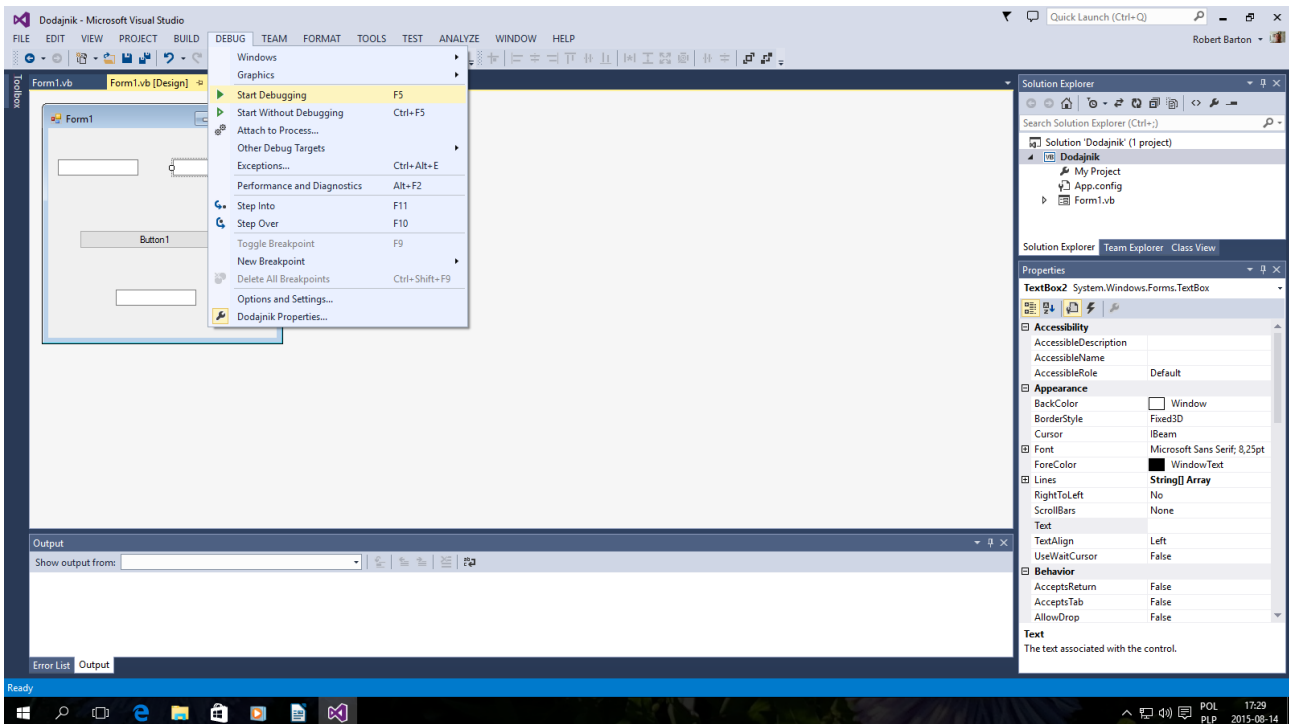 Dodajnik - Microsoft Visual Studio
Quick Launch (Ctrl+Q)
FILE EDIT VIEW PROJECT BUILD DEBUG TEAM FORMAT TOOLS TEST ANALYZE WINDOW HELP
Robert Barton
Toolbox
Form1.vb
Form1.vb [Design]
Form1
Button1
Windows
Graphics
Start Debugging F5
Start Without Debugging Ctrl+F5
Attach to Process...
Other Debug Targets
Exceptions... Ctrl+Alt+E
Performance and Diagnostics Alt+F2
Step Into F11
Step Over F10
Toggle Breakpoint F9
New Breakpoint
Delete All Breakpoints Ctrl+Shift+F9
Options and Settings...
Dodajnik Properties...
Solution Explorer
Search Solution Explorer (Ctrl+;)
Solution 'Dodajnik' (1 project)
VB Dodajnik
My Project
App.config
Form1.vb
Solution Explorer Team Explorer Class View
Properties
TextBox2 System.Windows.Forms.TextBox
Accessibility
AccessibleDescription
AccessibleName
AccessibleRole Default
Appearance
BackColor Window
BorderStyle Fixed3D
Cursor IBeam
Font Microsoft Sans Serif; 8,25pt
ForeColor WindowText
Lines String[] Array
RightToLeft No
ScrollBars None
Text
TextAlign Left
UseWaitCursor False
Behavior
AcceptsReturn False
AcceptsTab False
AllowDrop False
Text
The text associated with the control.
Output
Show output from:
Error List Output
Ready
POL
PLP
17:29
2015-08-14